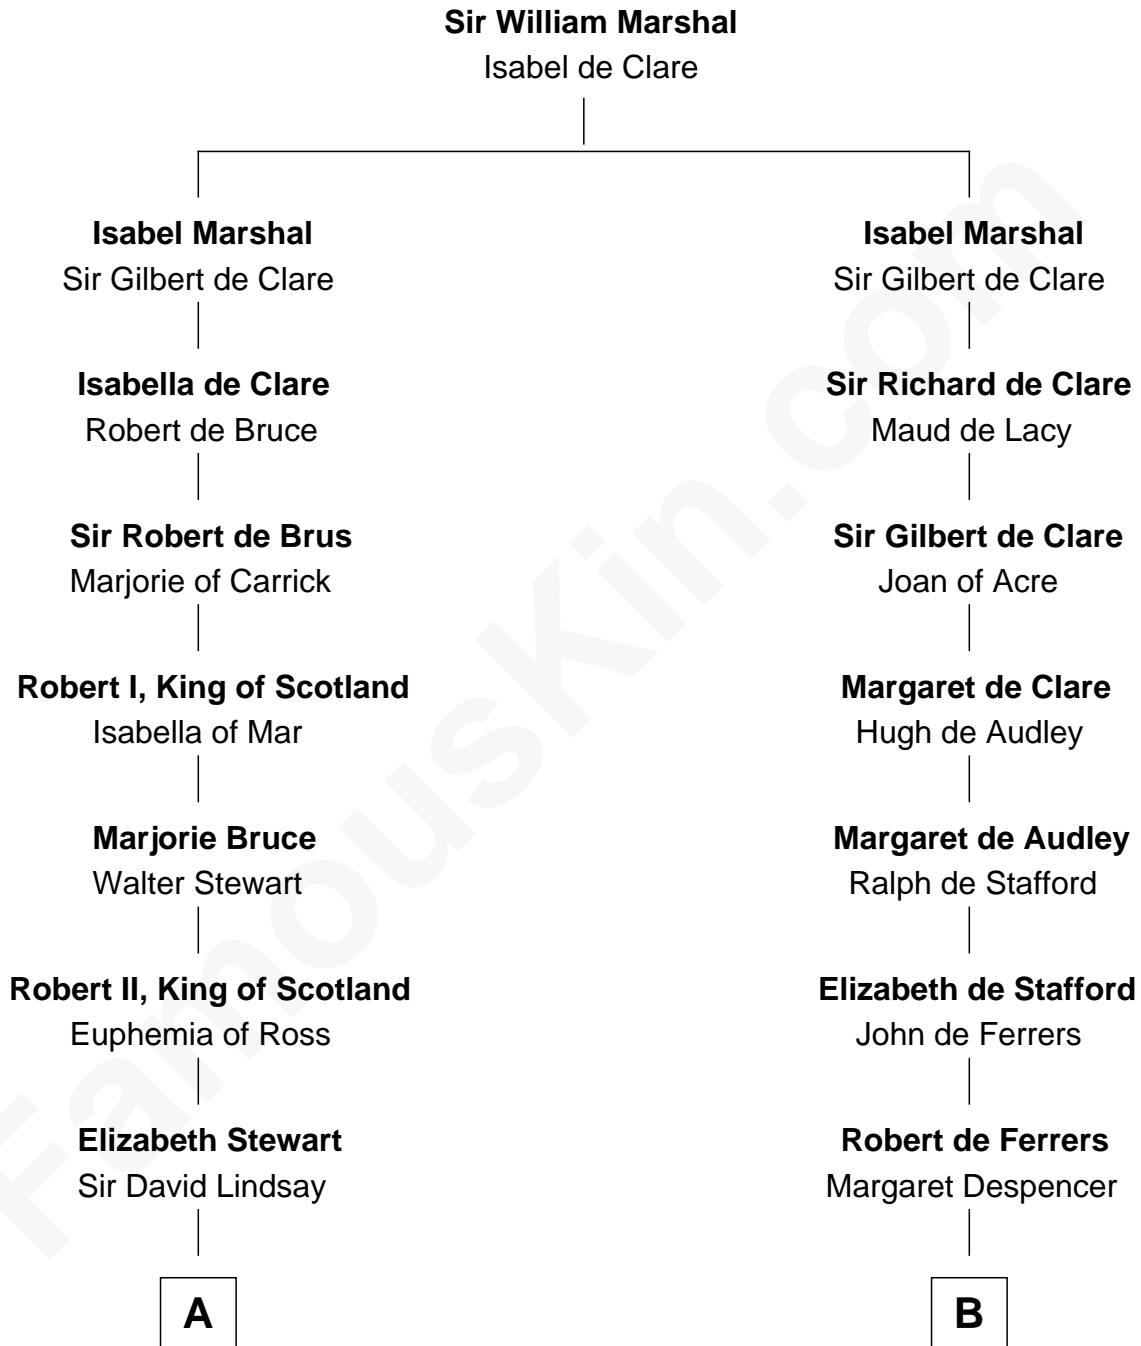 Sir William Marshal
Isabel de Clare
Isabel Marshal
Sir Gilbert de Clare
Isabella de Clare
Robert de Bruce
Sir Robert de Brus
Marjorie of Carrick
Robert I, King of Scotland
Isabella of Mar
Marjorie Bruce
Walter Stewart
Robert II, King of Scotland
Euphemia of Ross
Elizabeth Stewart
Sir David Lindsay
A
Isabel Marshal
Sir Gilbert de Clare
Sir Richard de Clare
Maud de Lacy
Sir Gilbert de Clare
Joan of Acre
Margaret de Clare
Hugh de Audley
Margaret de Audley
Ralph de Stafford
Elizabeth de Stafford
John de Ferrers
Robert de Ferrers
Margaret Despencer
B
FamousKin.com